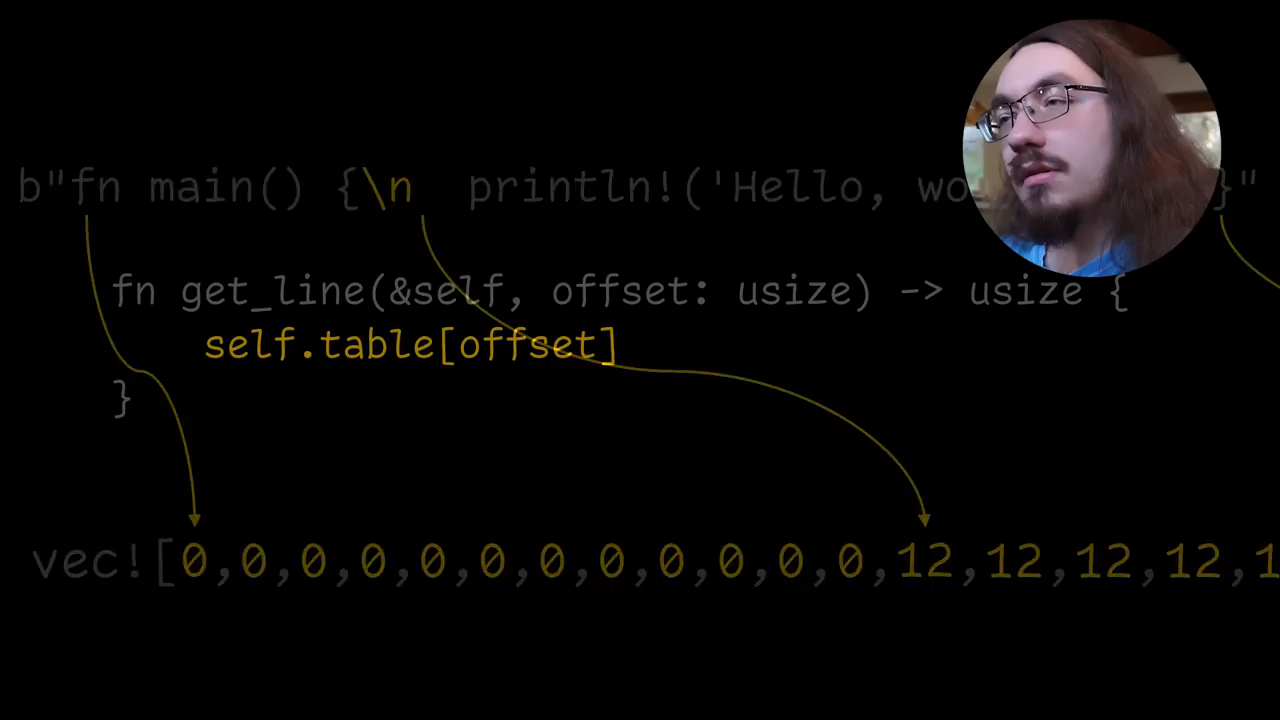 b"fn main() {\n  println!('Hello, wo }"
fn get_line(&self, offset: usize) -> usize {
self.table[offset]
}
vec![0,0,0,0,0,0,0,0,0,0,0,0,12,12,12,12,1